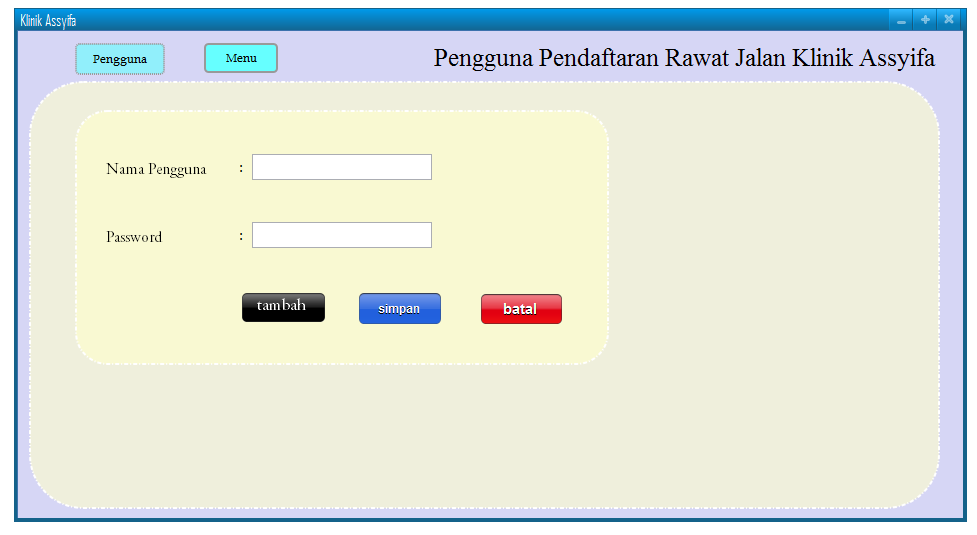 Klinik Assyifa
Pengguna Menu Pengguna Pendaftaran Rawat Jalan Klinik Assyifa
Nama Pengguna :
Password :
tambah simpan batal